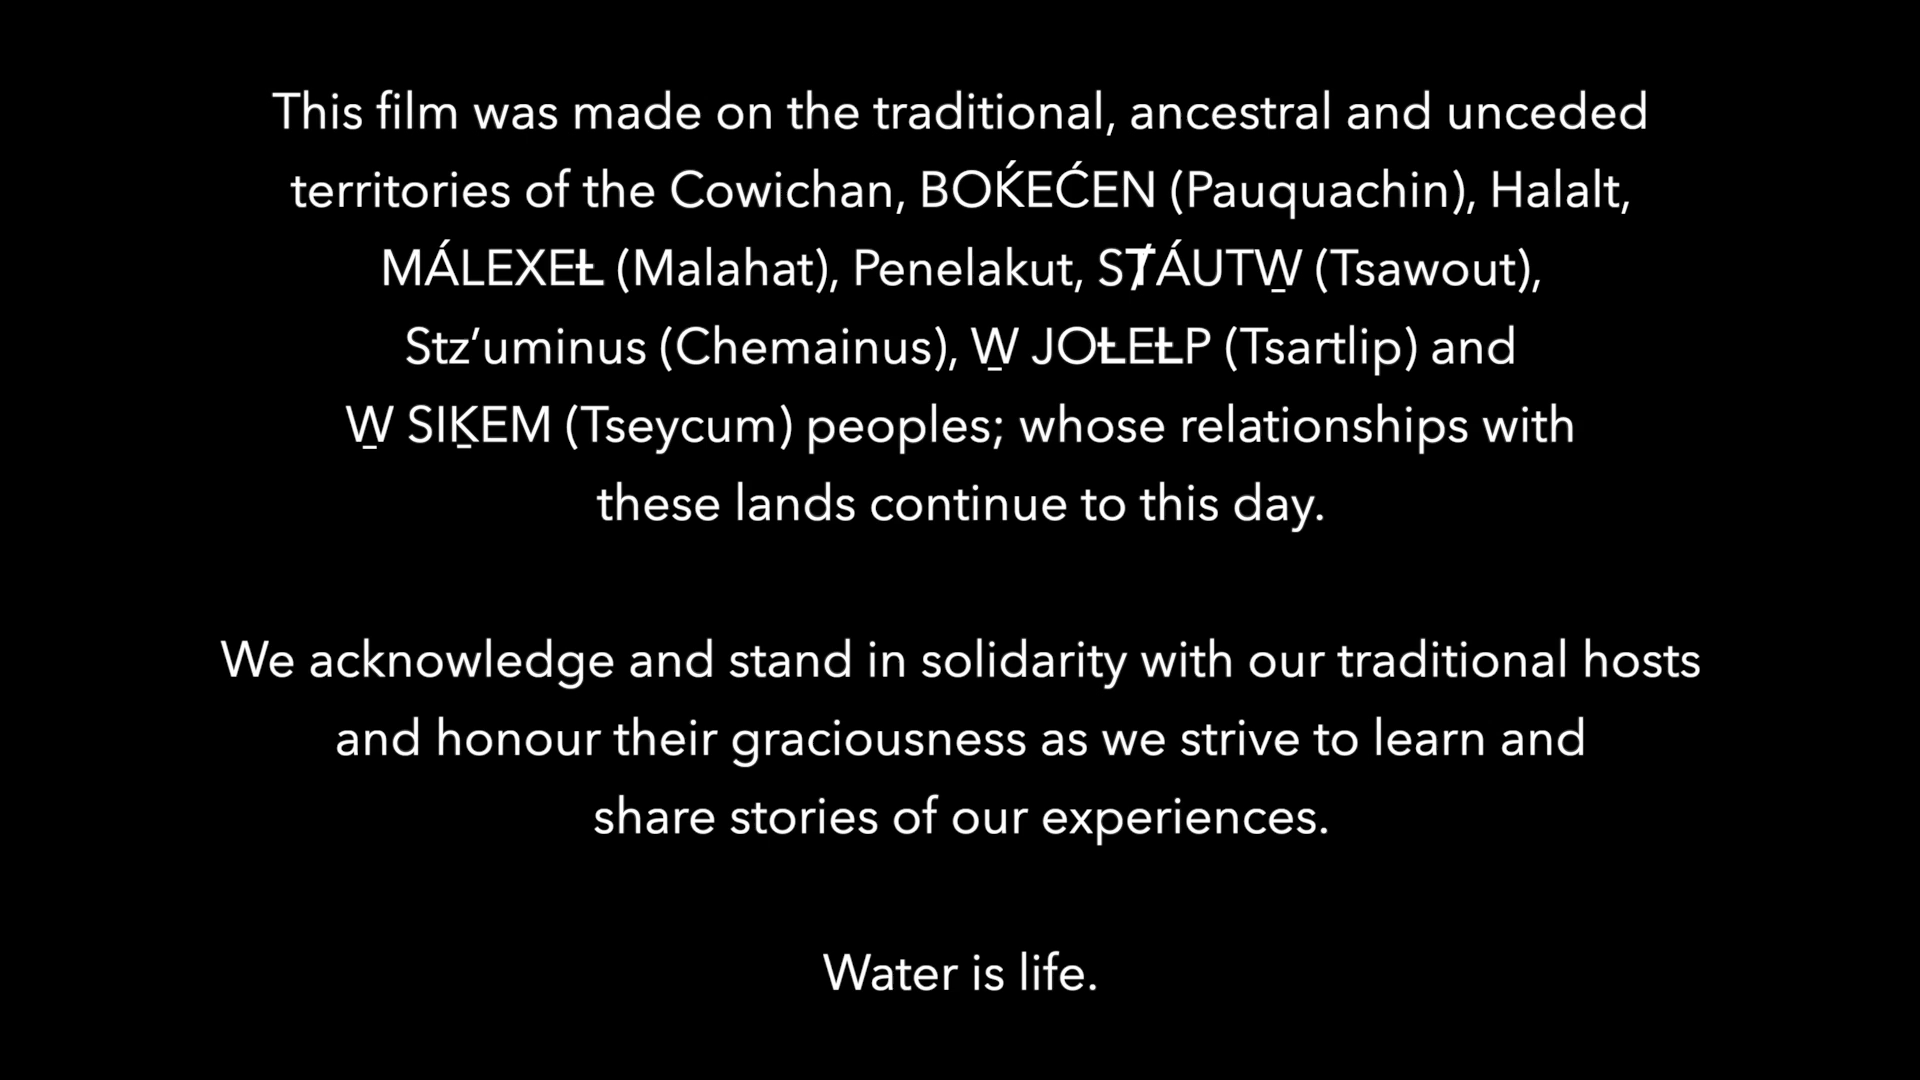 This film was made on the traditional, ancestral and unceded
territories of the Cowichan, BOḰEĆEN (Pauquachin), Halalt,
MÁLEXEȽ (Malahat), Penelakut, SȾÁUTW̱ (Tsawout),
Stz’uminus (Chemainus), W̱ JOȽEȽP (Tsartlip) and
W̱ SIḴEM (Tseycum) peoples; whose relationships with
these lands continue to this day.
We acknowledge and stand in solidarity with our traditional hosts
and honour their graciousness as we strive to learn and
share stories of our experiences.
Water is life.